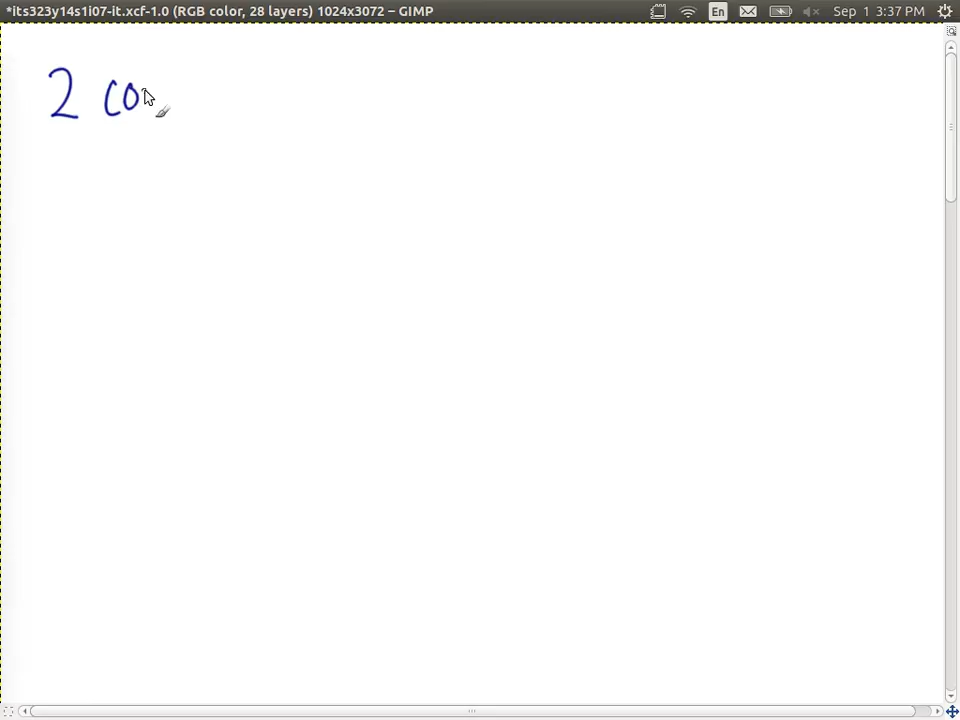 *its323y14s1i07-it.xcf-1.0 (RGB color, 28 layers) 1024x3072 – GIMP En Sep 1 3:37 PM
2 co